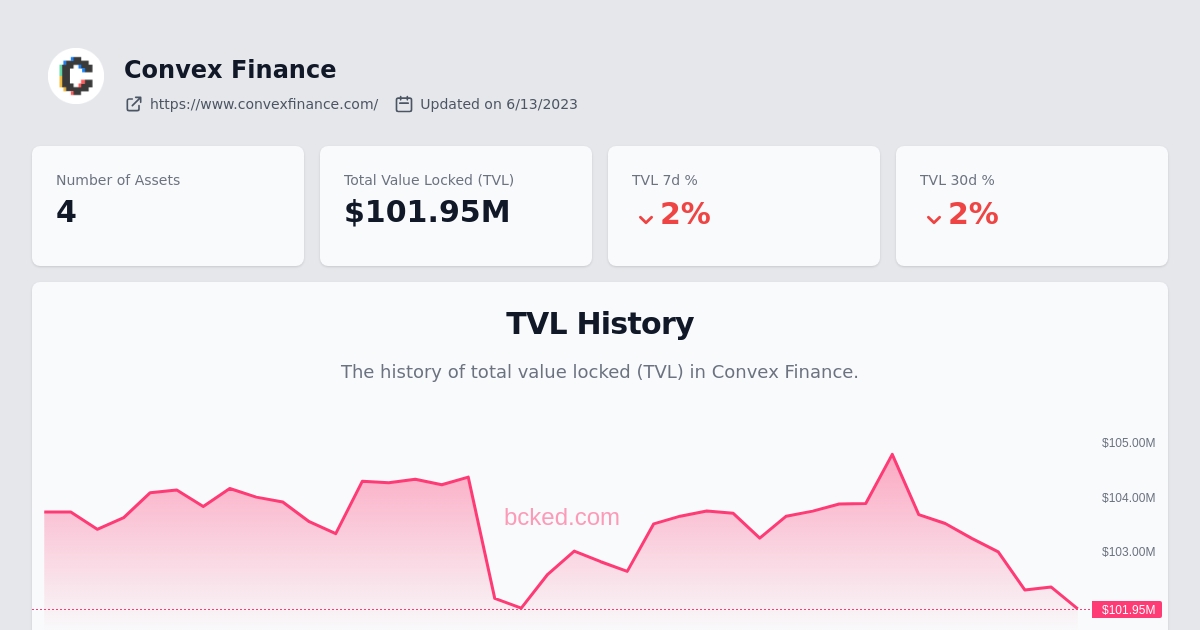 Convex Finance
https://www.convexfinance.com/ Updated on 6/13/2023
Number of Assets
4
Total Value Locked (TVL)
$101.95M
TVL 7d %
2%
TVL 30d %
2%
TVL History
The history of total value locked (TVL) in Convex Finance.
$105.00M
$104.00M
bcked.com
$103.00M
$101.95M